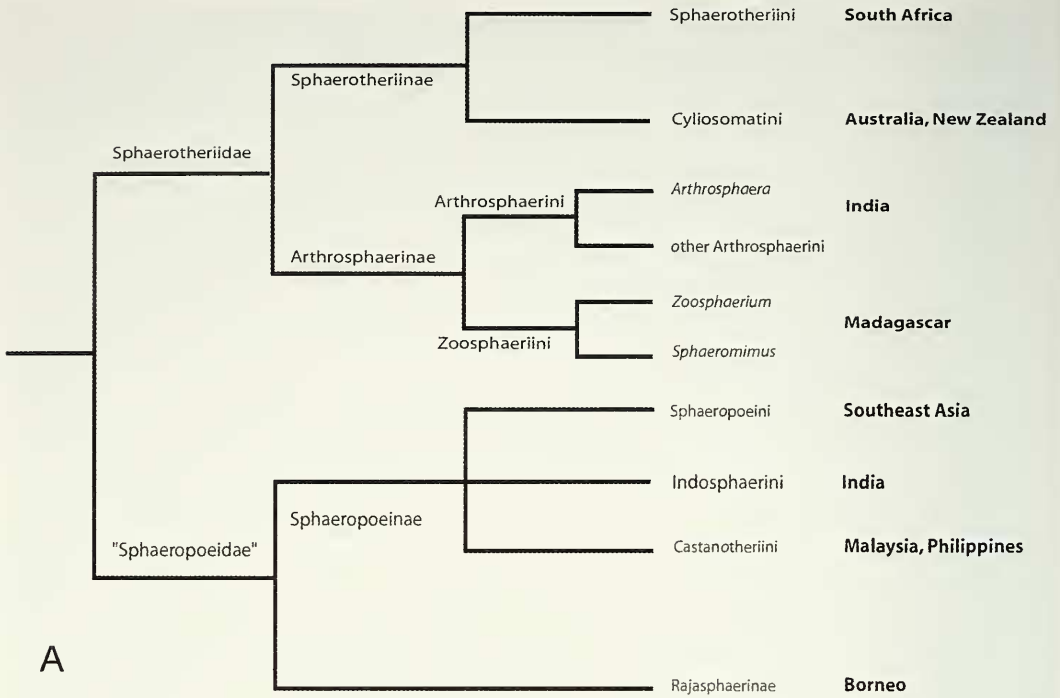 Sphaerotheriini South Africa
Sphaerotheriinae
Cyliosomatini Australia, New Zealand
Sphaerotheriidae
Arthrosphaera
Arthrosphaerini India
other Arthrosphaerini
Arthrosphaerinae
Zoosphaerium
Madagascar
Zoosphaeriini
Sphaeromimus
Sphaeropoeini Southeast Asia
Indosphaerini India
Sphaeropoeinae
"Sphaeropoeidae" Castanotheriini Malaysia, Philippines
A
Rajasphaerinae Borneo